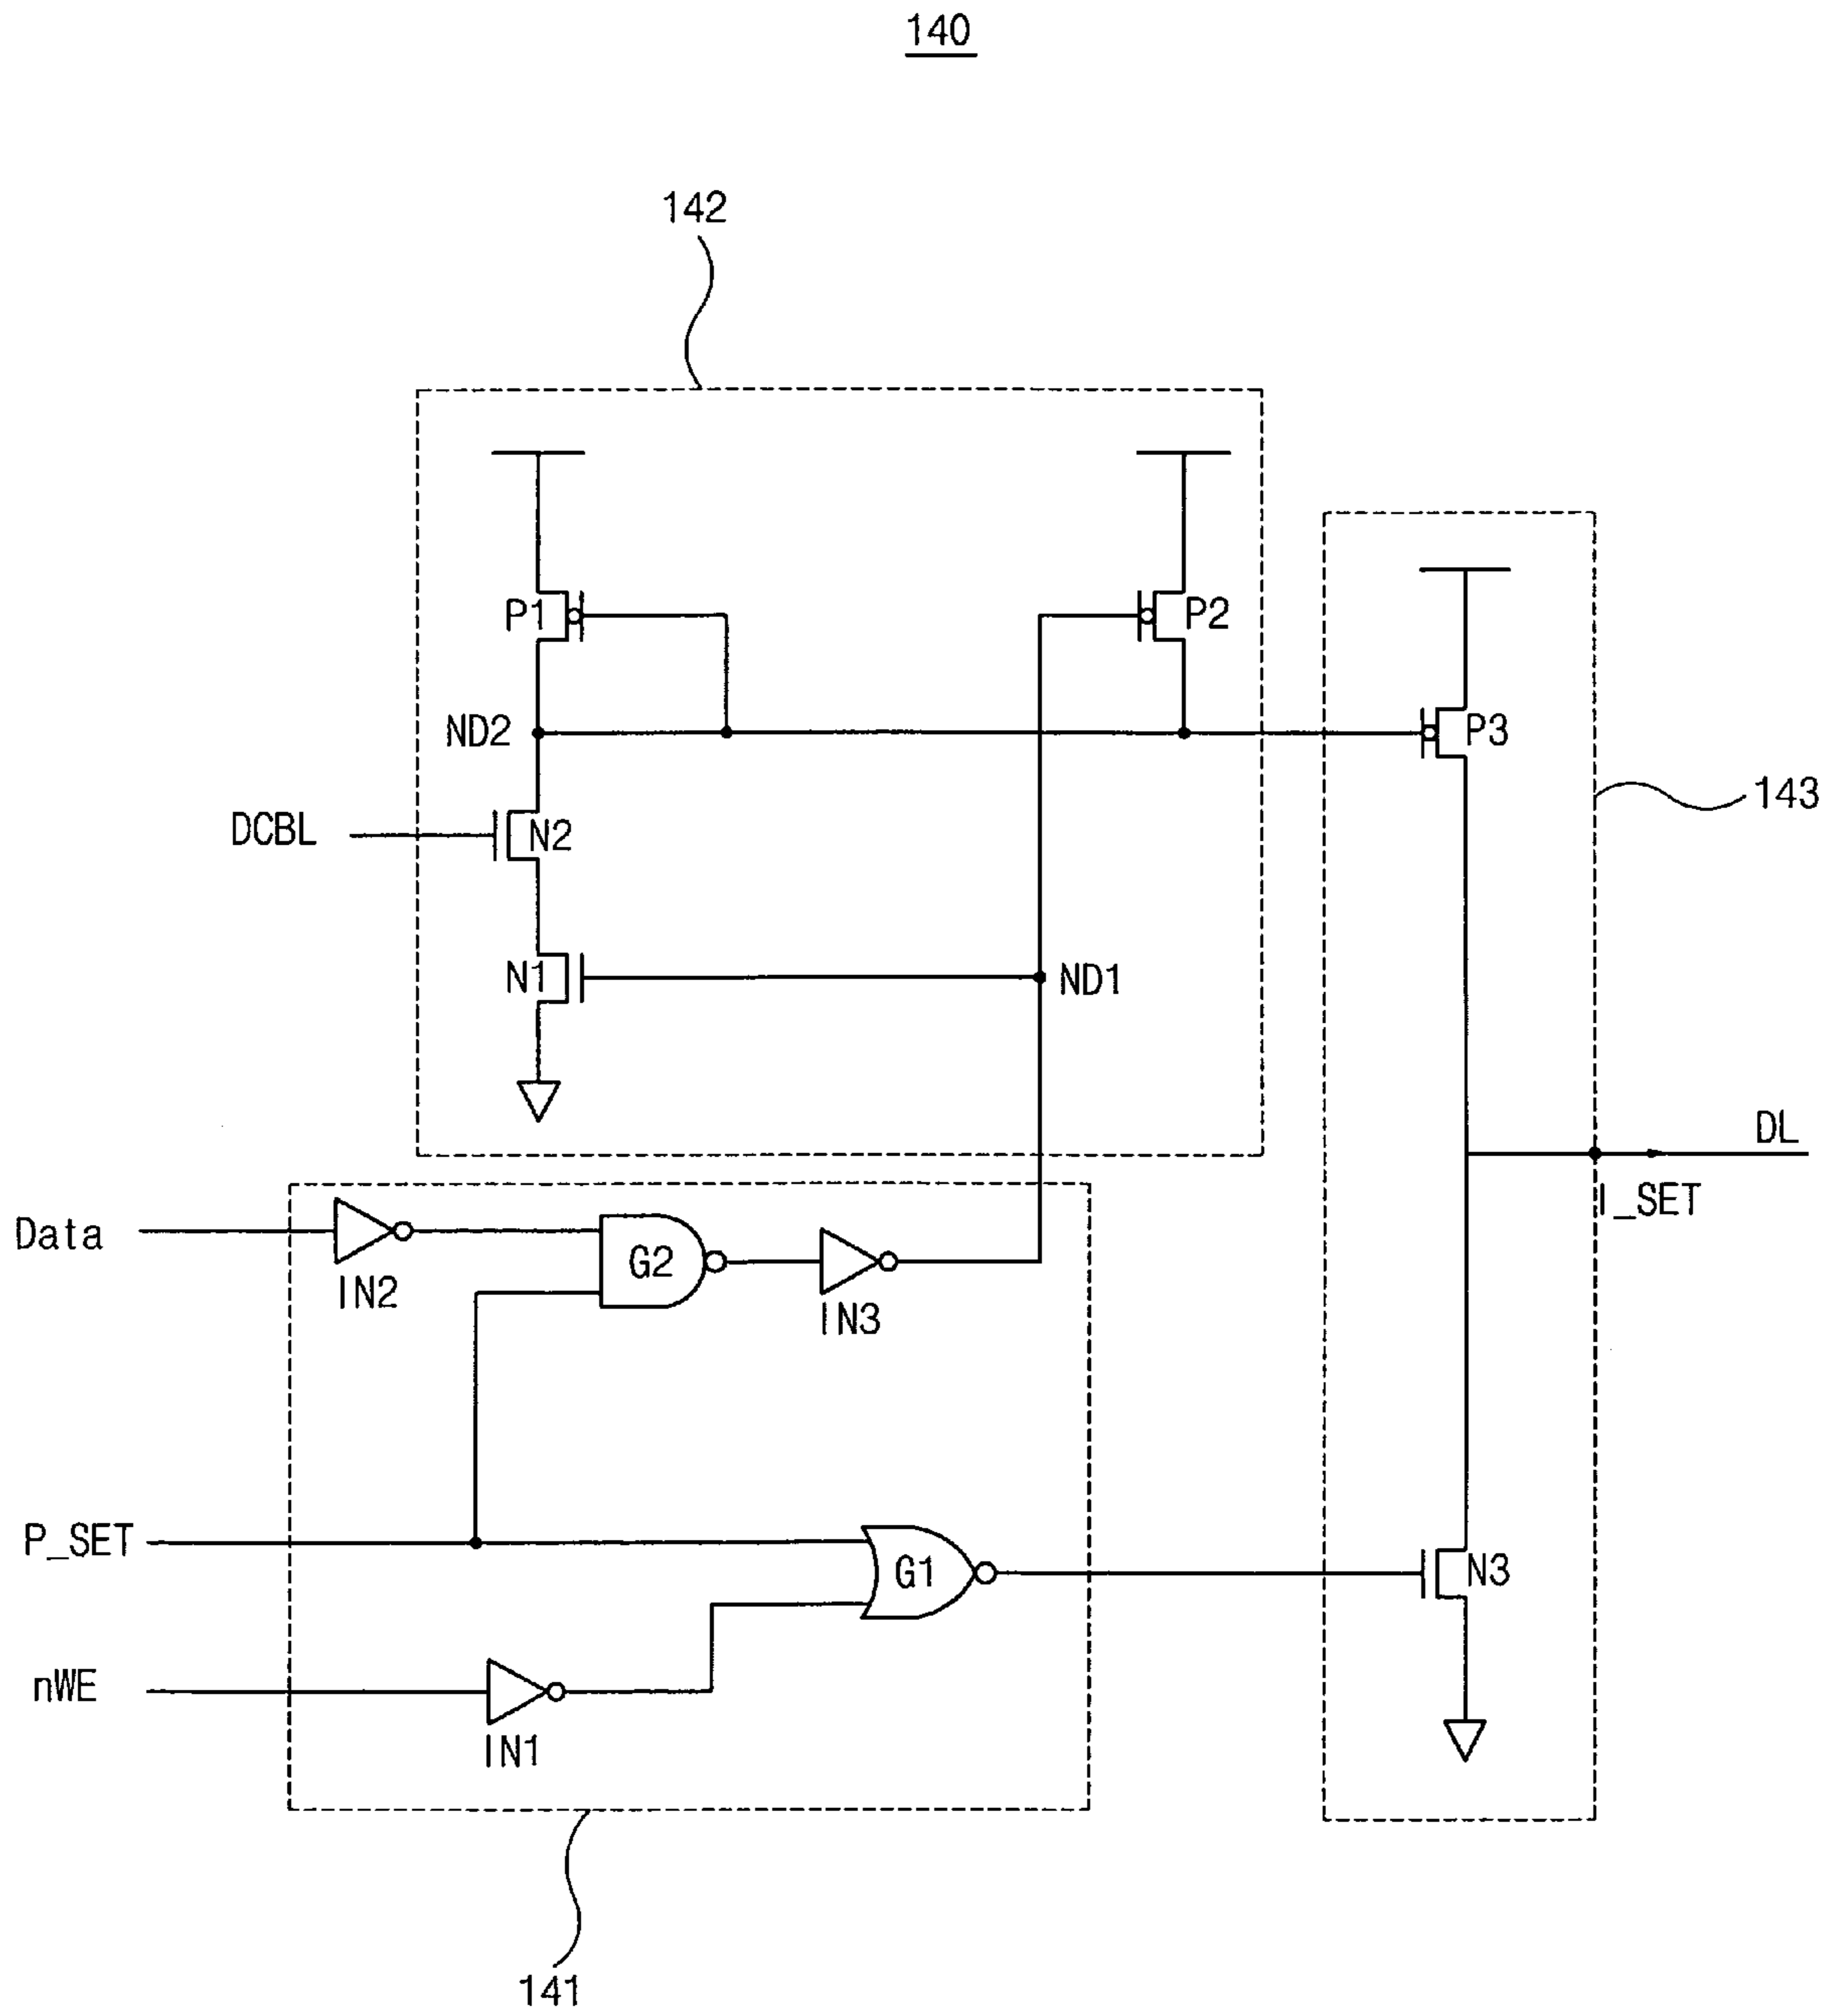 140
142
P1
P2
ND2
P3
143
DCBL
N2
N1
ND1
DL
I_SET
Data
G2
IN2
IN3
P_SET
G1
N3
nWE
IN1
141